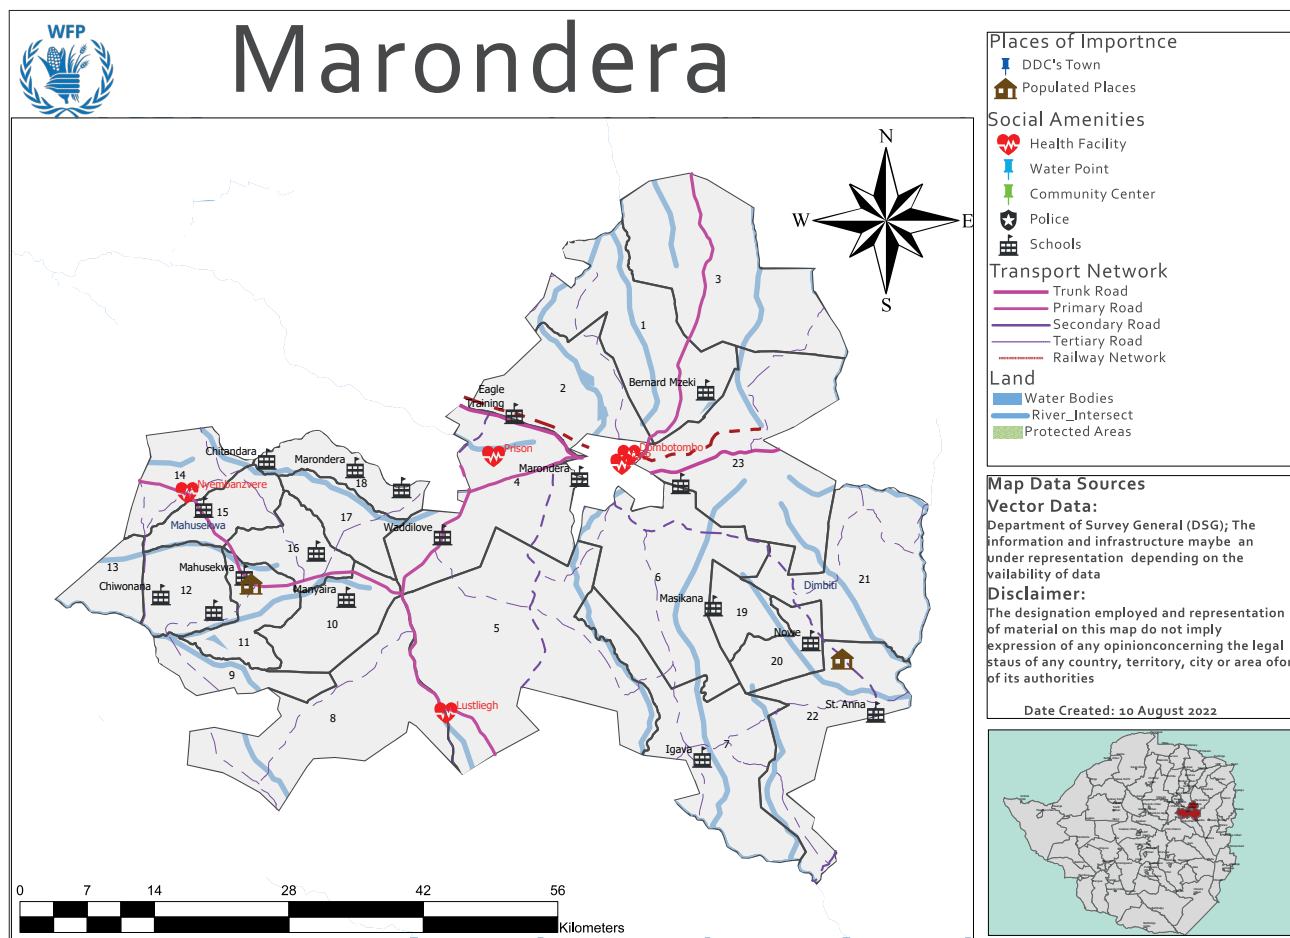 WFP
Marondera
N
W
E
S
3
1
2
Bernard Mzeki
Eagle
Training
Prison
Dombotombo
Marondera
23
4
Chitandara
Marondera
14
18
Nyembanzvere
15
17
Mahusekwa
Waddilove
16
13
Mahusekwa
Chiwonana
12
Manyaira
10
11
9
8
5
Lustliegh
6
Dimbiti
21
Masikana
19
Nowe
20
22
St. Anna
7
Igava
0
7
14
28
42
56
Kilometers
Places of Importnce
DDC's Town
Populated Places
Social Amenities
Health Facility
Water Point
Community Center
Police
Schools
Transport Network
Trunk Road
Primary Road
Secondary Road
Tertiary Road
Railway Network
Land
Water Bodies
River_Intersect
Protected Areas
Map Data Sources
Vector Data:
Department of Survey General (DSG); The
information and infrastructure maybe an
under representation depending on the
vailability of data
Disclaimer:
The designation employed and representation
of material on this map do not imply
expression of any opinionconcerning the legal
staus of any country, territory, city or area ofor
of its authorities
Date Created: 10 August 2022